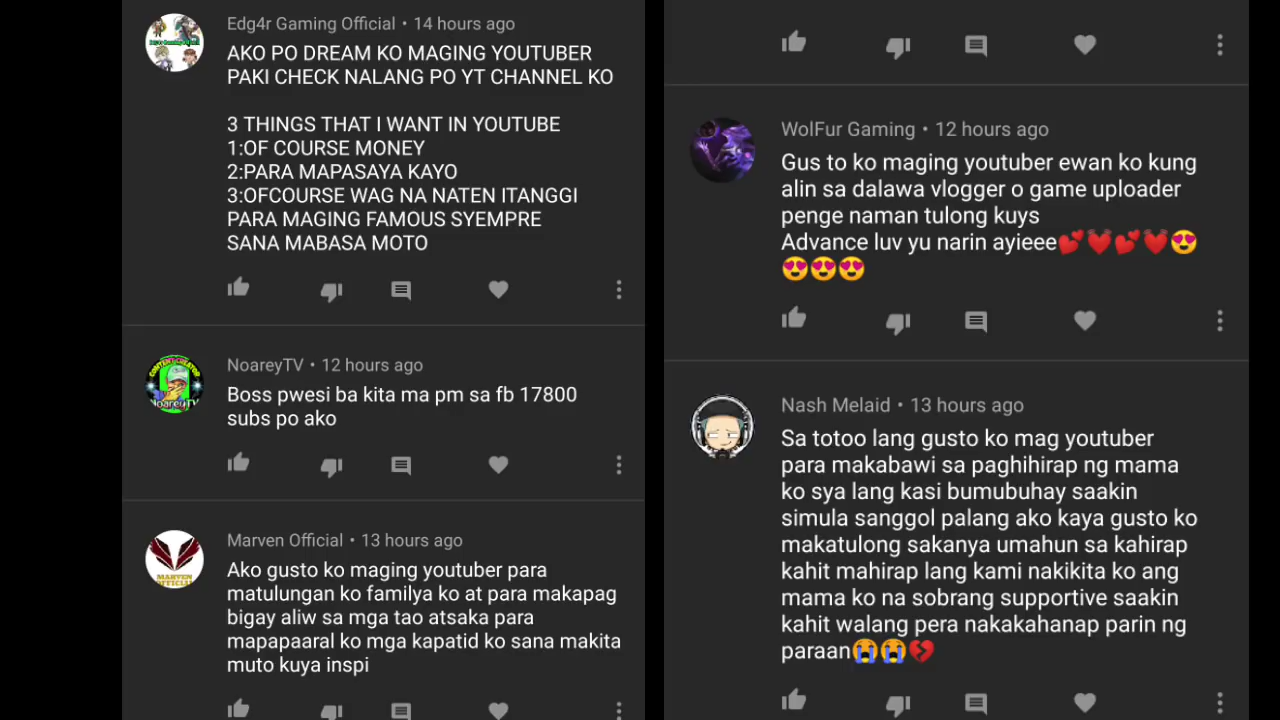 Edg4r Gaming Official • 14 hours ago
AKO PO DREAM KO MAGING YOUTUBER
PAKI CHECK NALANG PO YT CHANNEL KO
3 THINGS THAT I WANT IN YOUTUBE
1:OF COURSE MONEY
2:PARA MAPASAYA KAYO
3:OFCOURSE WAG NA NATEN ITANGGI
PARA MAGING FAMOUS SYEMPRE
SANA MABASA MOTO
NoareyTV • 12 hours ago
Boss pwesi ba kita ma pm sa fb 17800
subs po ako
CONTENT CREATOR
NoareyTV
Marven Official • 13 hours ago
Ako gusto ko maging youtuber para
matulungan ko familya ko at para makapag
bigay aliw sa mga tao atsaka para
mapapaaral ko mga kapatid ko sana makita
muto kuya inspi
MARVEN
OFFICIAL
WolFur Gaming • 12 hours ago
Gus to ko maging youtuber ewan ko kung
alin sa dalawa vlogger o game uploader
penge naman tulong kuys
Advance luv yu narin ayieee💕💓💕💓😍
😍😍😍
Nash Melaid • 13 hours ago
Sa totoo lang gusto ko mag youtuber
para makabawi sa paghihirap ng mama
ko sya lang kasi bumubuhay saakin
simula sanggol palang ako kaya gusto ko
makatulong sakanya umahun sa kahirap
kahit mahirap lang kami nakikita ko ang
mama ko na sobrang supportive saakin
kahit walang pera nakakahanap parin ng
paraan😭😭💔